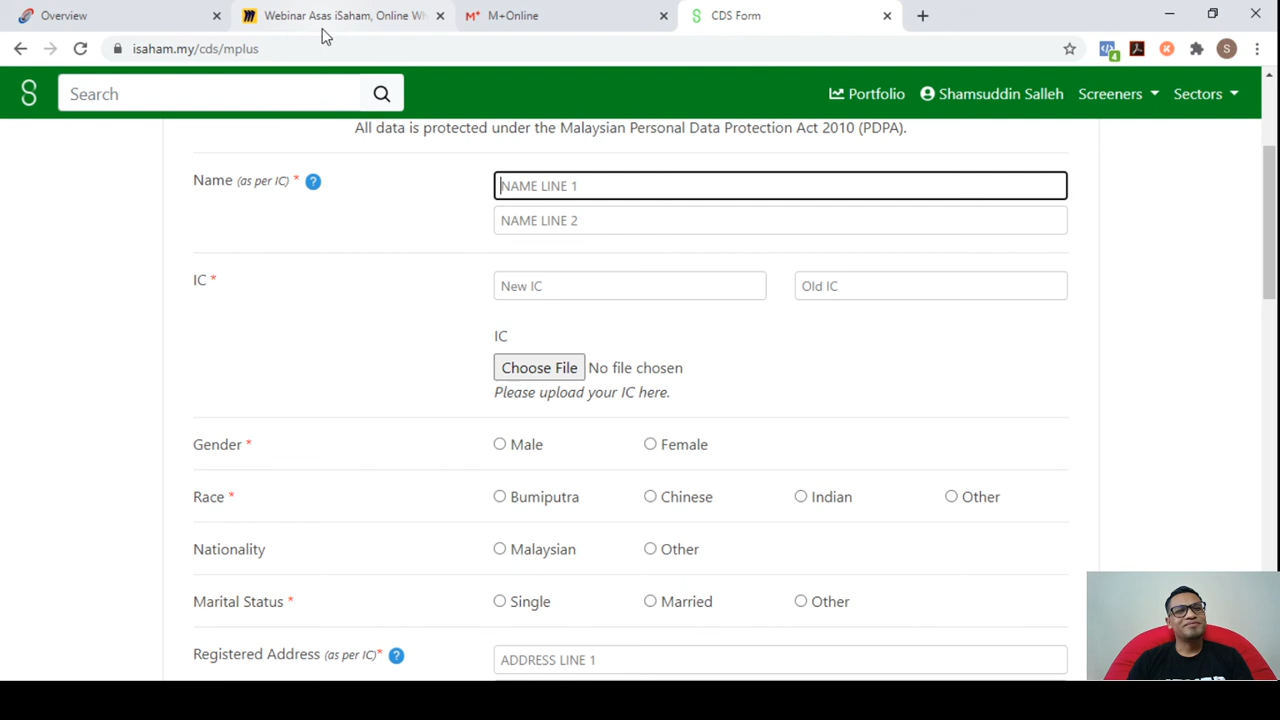 Overview
Webinar Asas iSaham, Online Wh
M+Online
CDS Form
isaham.my/cds/mplus
4
S
Search
Portfolio
Shamsuddin Salleh
Screeners
Sectors
All data is protected under the Malaysian Personal Data Protection Act 2010 (PDPA).
Name (as per IC) * ?
NAME LINE 1
NAME LINE 2
IC *
New IC
Old IC
IC
Choose File No file chosen
Please upload your IC here.
Gender *
Male
Female
Race *
Bumiputra
Chinese
Indian
Other
Nationality
Malaysian
Other
Marital Status *
Single
Married
Other
Registered Address (as per IC)* ?
ADDRESS LINE 1